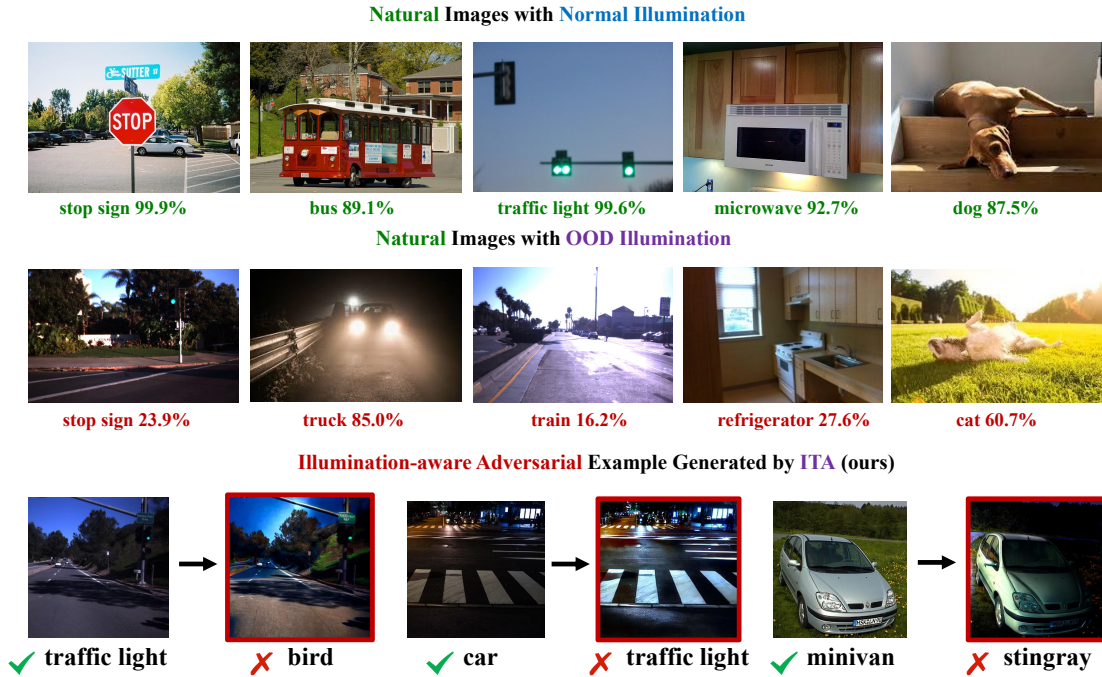 Natural Images with Normal Illumination
SUTTER ST
STOP
stop sign 99.9%
bus 89.1%
traffic light 99.6%
microwave 92.7%
dog 87.5%
Natural Images with OOD Illumination
stop sign 23.9%
truck 85.0%
train 16.2%
refrigerator 27.6%
cat 60.7%
Illumination-aware Adversarial Example Generated by ITA (ours)
traffic light
bird
car
traffic light
minivan
stingray